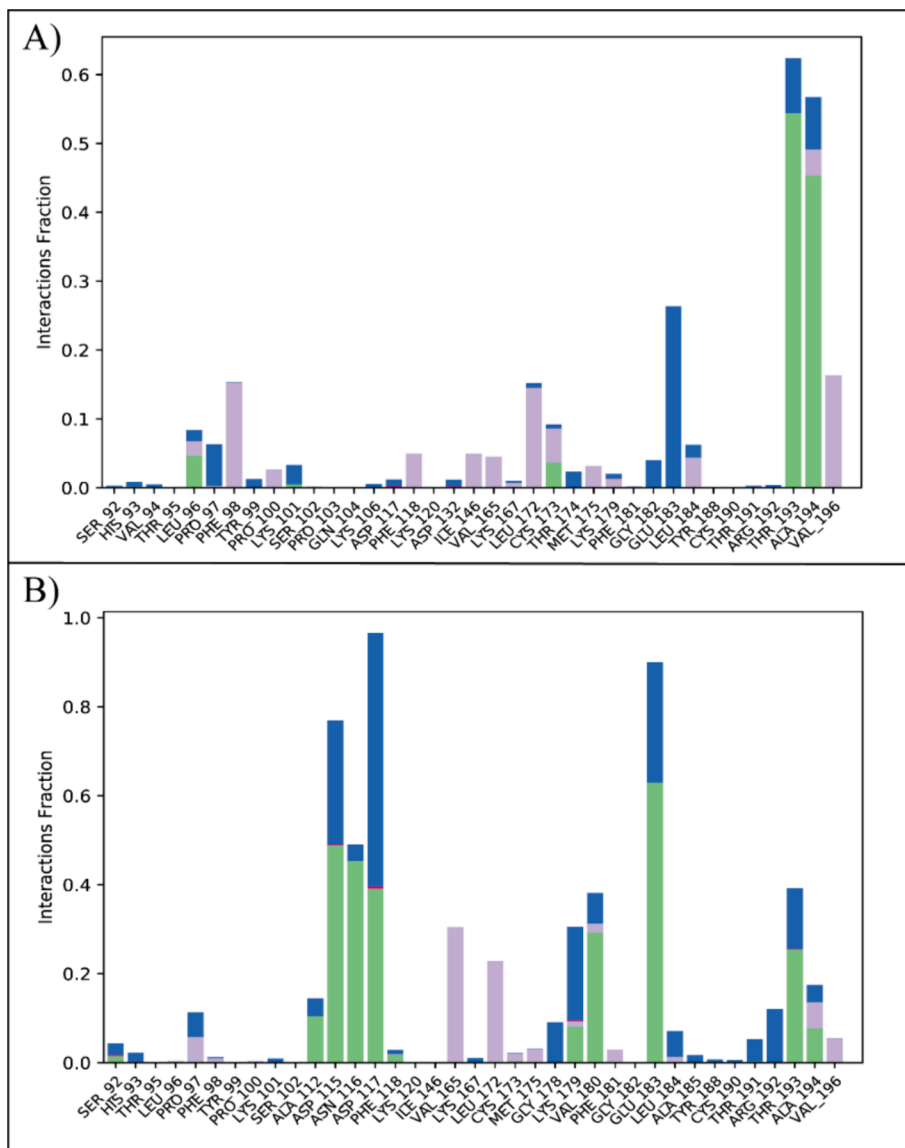 A)
Interactions Fraction
0.6
0.5
0.4
0.3
0.2
0.1
0.0
SER_92
HIS_93
VAL_94
THR_95
LEU_96
PRO_97
PHE_98
TYR_99
PRO_100
LYS_101
SER_102
PRO_103
GLN_104
LYS_106
ASP_117
PHE_118
LYS_120
ASP_132
ILE_146
VAL_165
LYS_167
LEU_172
CYS_173
THR_174
MET_175
LYS_179
PHE_181
GLY_182
GLU_183
LEU_184
TYR_188
CYS_190
THR_191
ARG_192
THR_193
ALA_194
VAL_196
B)
Interactions Fraction
1.0
0.8
0.6
0.4
0.2
0.0
SER_92
HIS_93
THR_95
LEU_96
PRO_97
PHE_98
TYR_99
PRO_100
LYS_101
SER_102
ALA_112
ASP_115
ASN_116
ASP_117
PHE_118
LYS_120
ILE_146
VAL_165
LYS_167
LEU_172
CYS_173
MET_175
GLY_178
LYS_179
VAL_180
PHE_181
GLY_182
GLU_183
LEU_184
ALA_185
TYR_188
CYS_190
THR_191
ARG_192
THR_193
ALA_194
VAL_196